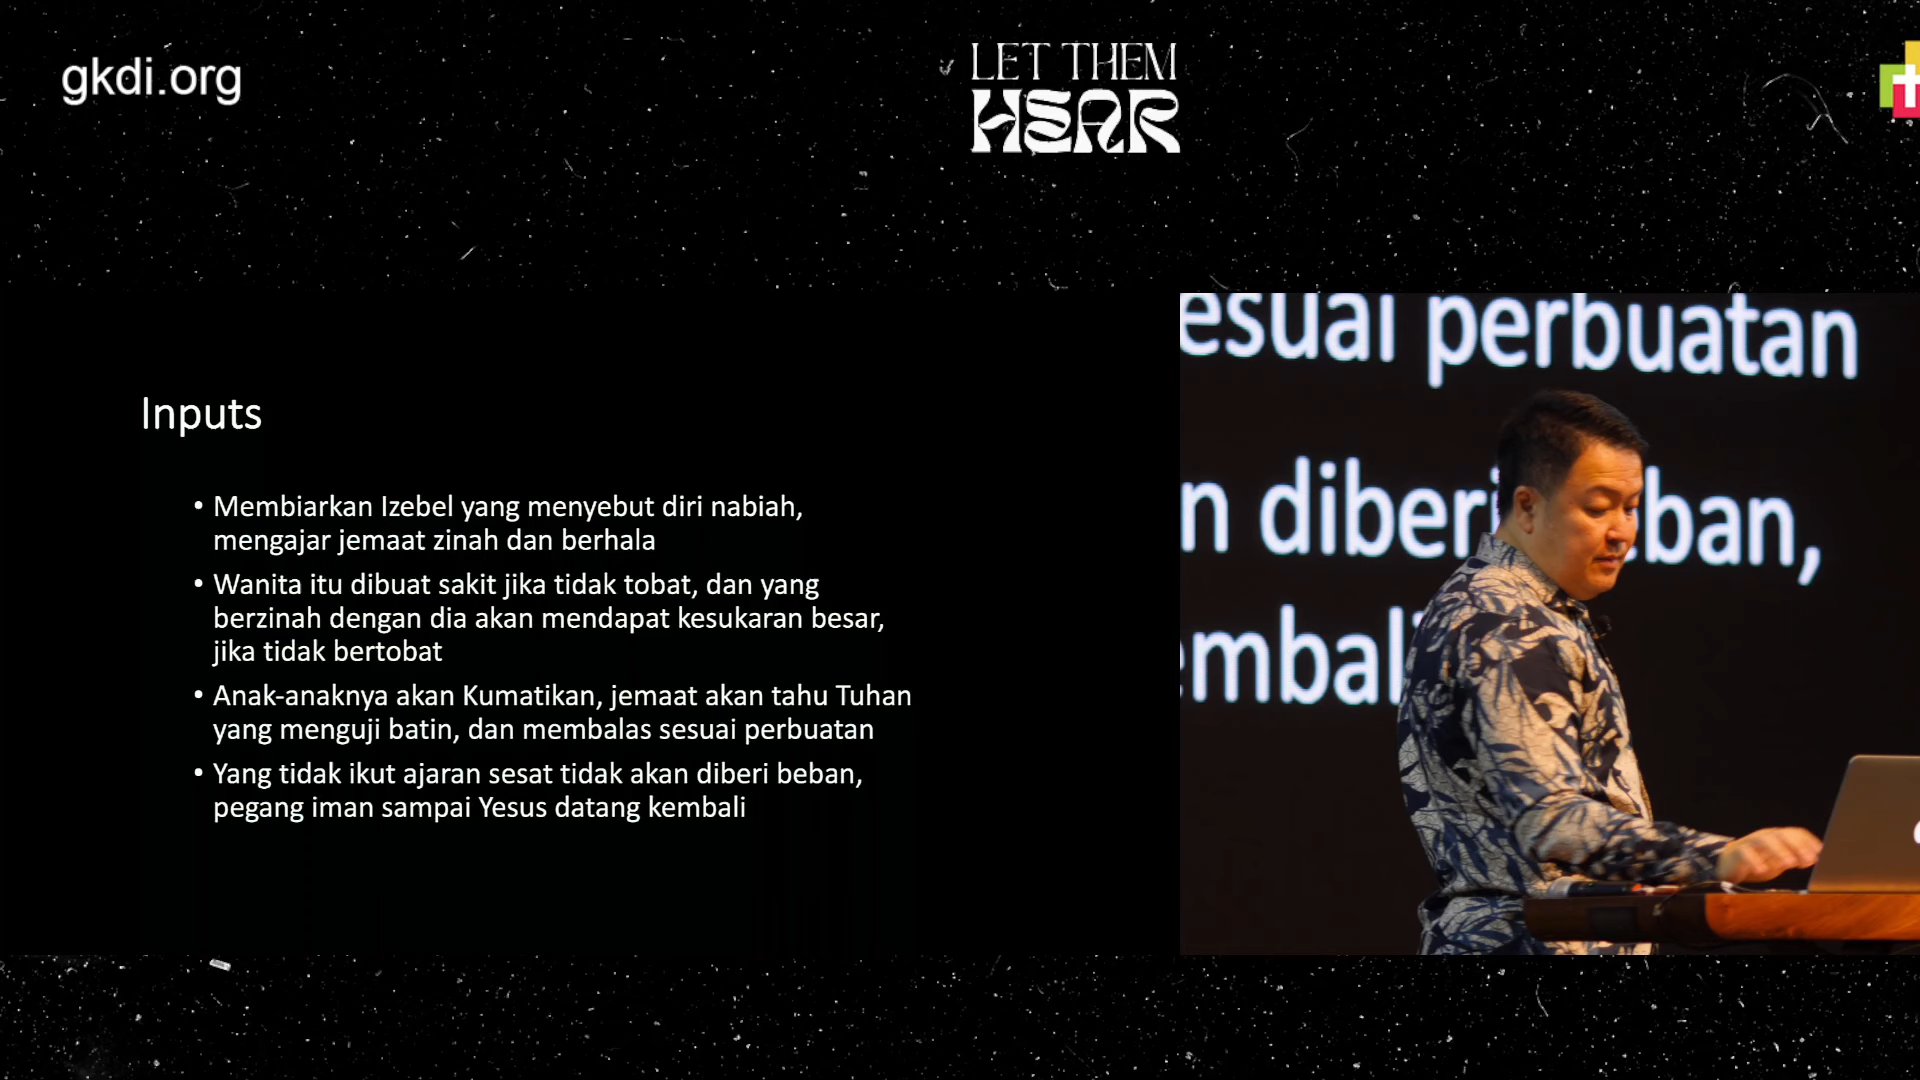 gkdi.org
LET THEM
HEAR
Inputs
• Membiarkan Izebel yang menyebut diri nabiah,
mengajar jemaat zinah dan berhala
• Wanita itu dibuat sakit jika tidak tobat, dan yang
berzinah dengan dia akan mendapat kesukaran besar,
jika tidak bertobat
• Anak-anaknya akan Kumatikan, jemaat akan tahu Tuhan
yang menguji batin, dan membalas sesuai perbuatan
• Yang tidak ikut ajaran sesat tidak akan diberi beban,
pegang iman sampai Yesus datang kembali
esuai perbuatan
n diberi beban,
embali